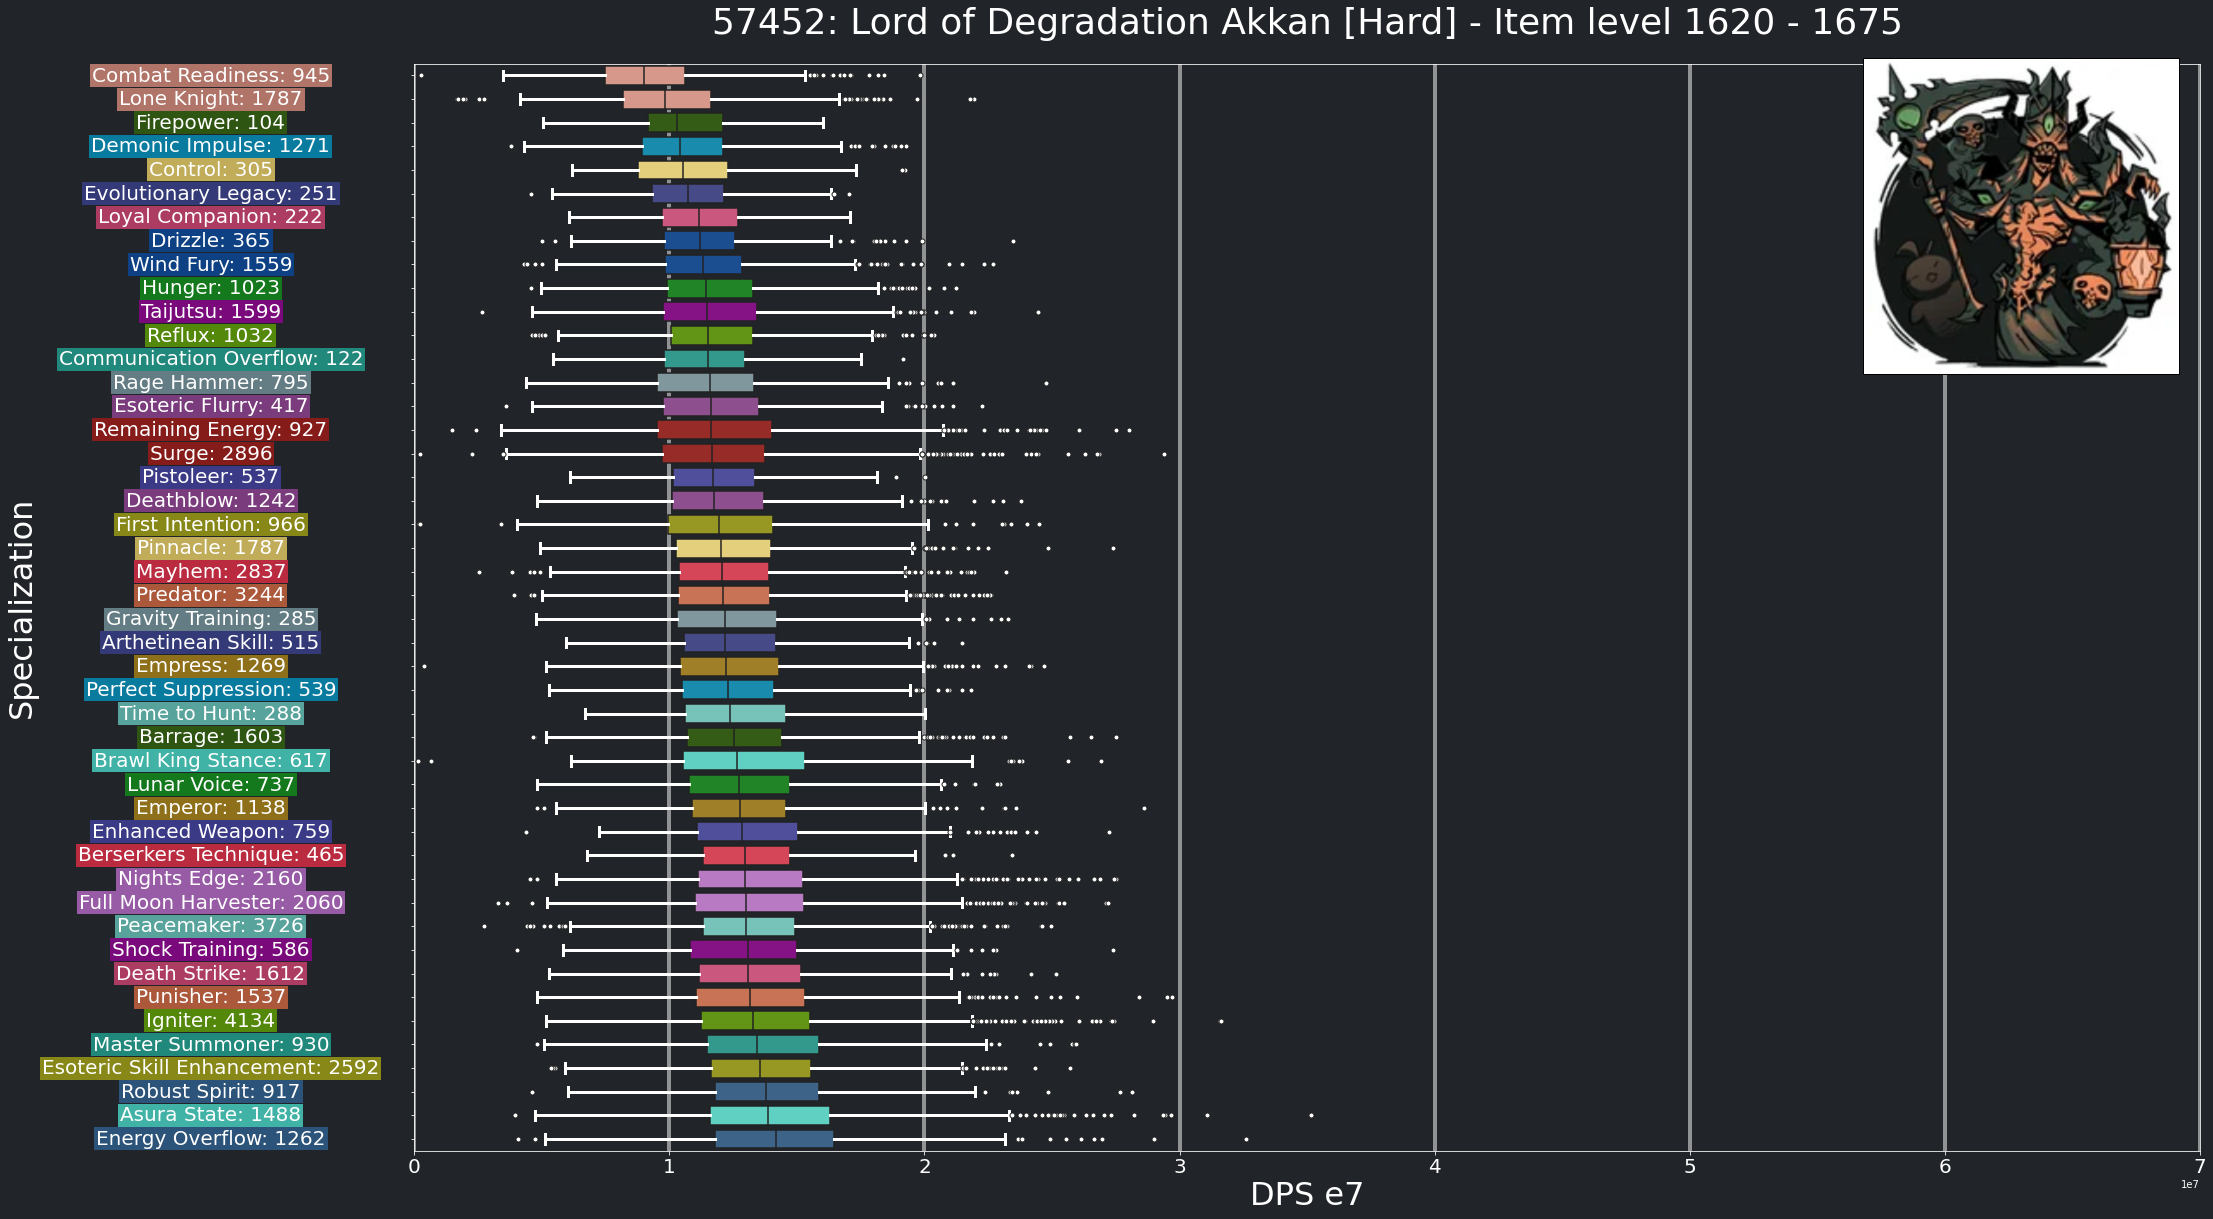 57452: Lord of Degradation Akkan [Hard] - Item level 1620 - 1675
Specialization
Combat Readiness: 945
Lone Knight: 1787
Firepower: 104
Demonic Impulse: 1271
Control: 305
Evolutionary Legacy: 251
Loyal Companion: 222
Drizzle: 365
Wind Fury: 1559
Hunger: 1023
Taijutsu: 1599
Reflux: 1032
Communication Overflow: 122
Rage Hammer: 795
Esoteric Flurry: 417
Remaining Energy: 927
Surge: 2896
Pistoleer: 537
Deathblow: 1242
First Intention: 966
Pinnacle: 1787
Mayhem: 2837
Predator: 3244
Gravity Training: 285
Arthetinean Skill: 515
Empress: 1269
Perfect Suppression: 539
Time to Hunt: 288
Barrage: 1603
Brawl King Stance: 617
Lunar Voice: 737
Emperor: 1138
Enhanced Weapon: 759
Berserkers Technique: 465
Nights Edge: 2160
Full Moon Harvester: 2060
Peacemaker: 3726
Shock Training: 586
Death Strike: 1612
Punisher: 1537
Igniter: 4134
Master Summoner: 930
Esoteric Skill Enhancement: 2592
Robust Spirit: 917
Asura State: 1488
Energy Overflow: 1262
0 1 2 3 4 5 6 7
1e7
DPS e7